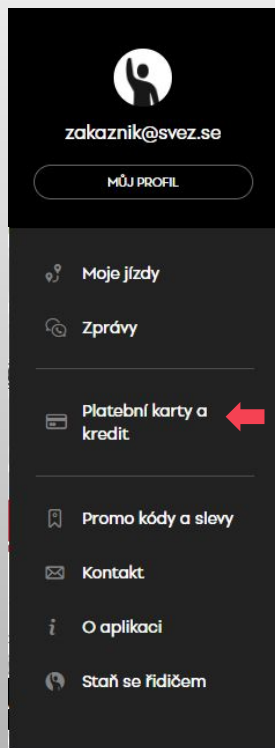 zakaznik@svez.se
MŮJ PROFIL
Moje jízdy
Zprávy
Platební karty a
kredit
Promo kódy a slevy
Kontakt
O aplikaci
Staň se řidičem